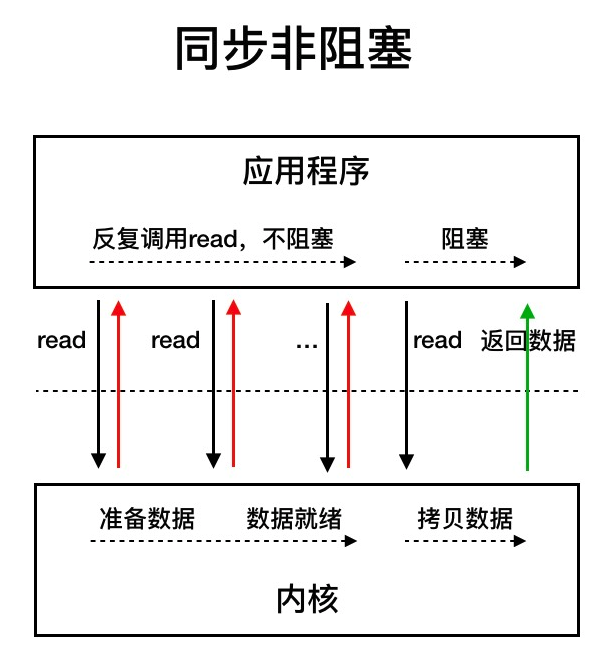 同步非阻塞
应用程序
反复调用read，不阻塞
阻塞
read
read
...
read
返回数据
准备数据
数据就绪
拷贝数据
内核